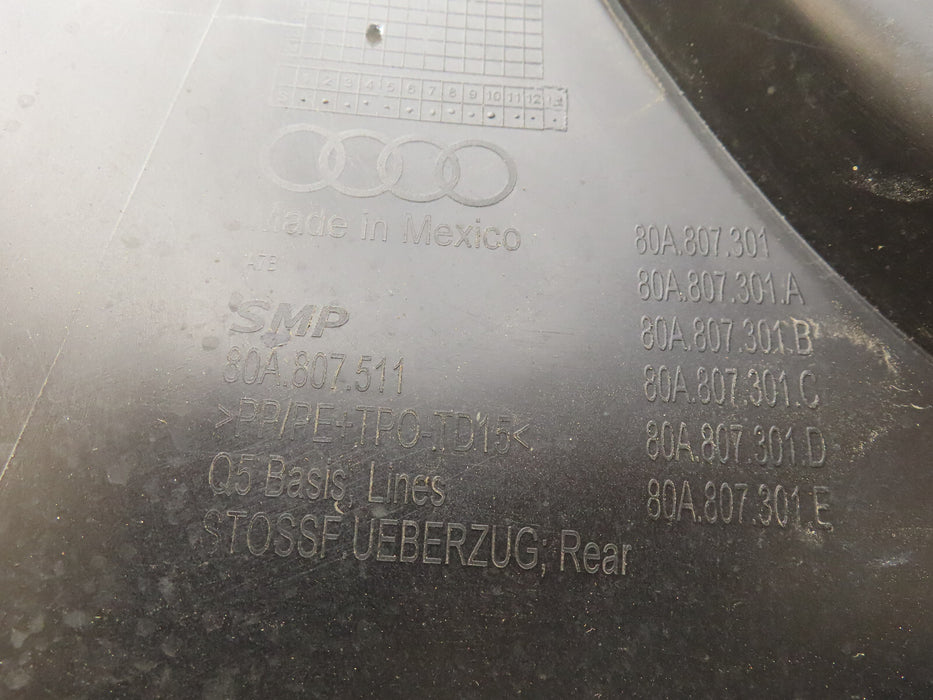 1 2 3 4 5 6 7 8 9 10 11 12
Made in Mexico
SMP
80A.807.511
>PP/PE+TPO-TD15<
Q5 Basis, Lines
STOSSF.UEBERZUG; Rear
80A.807.301
80A.807.301.A
80A.807.301.B
80A.807.301.C
80A.807.301.D
80A.807.301.E